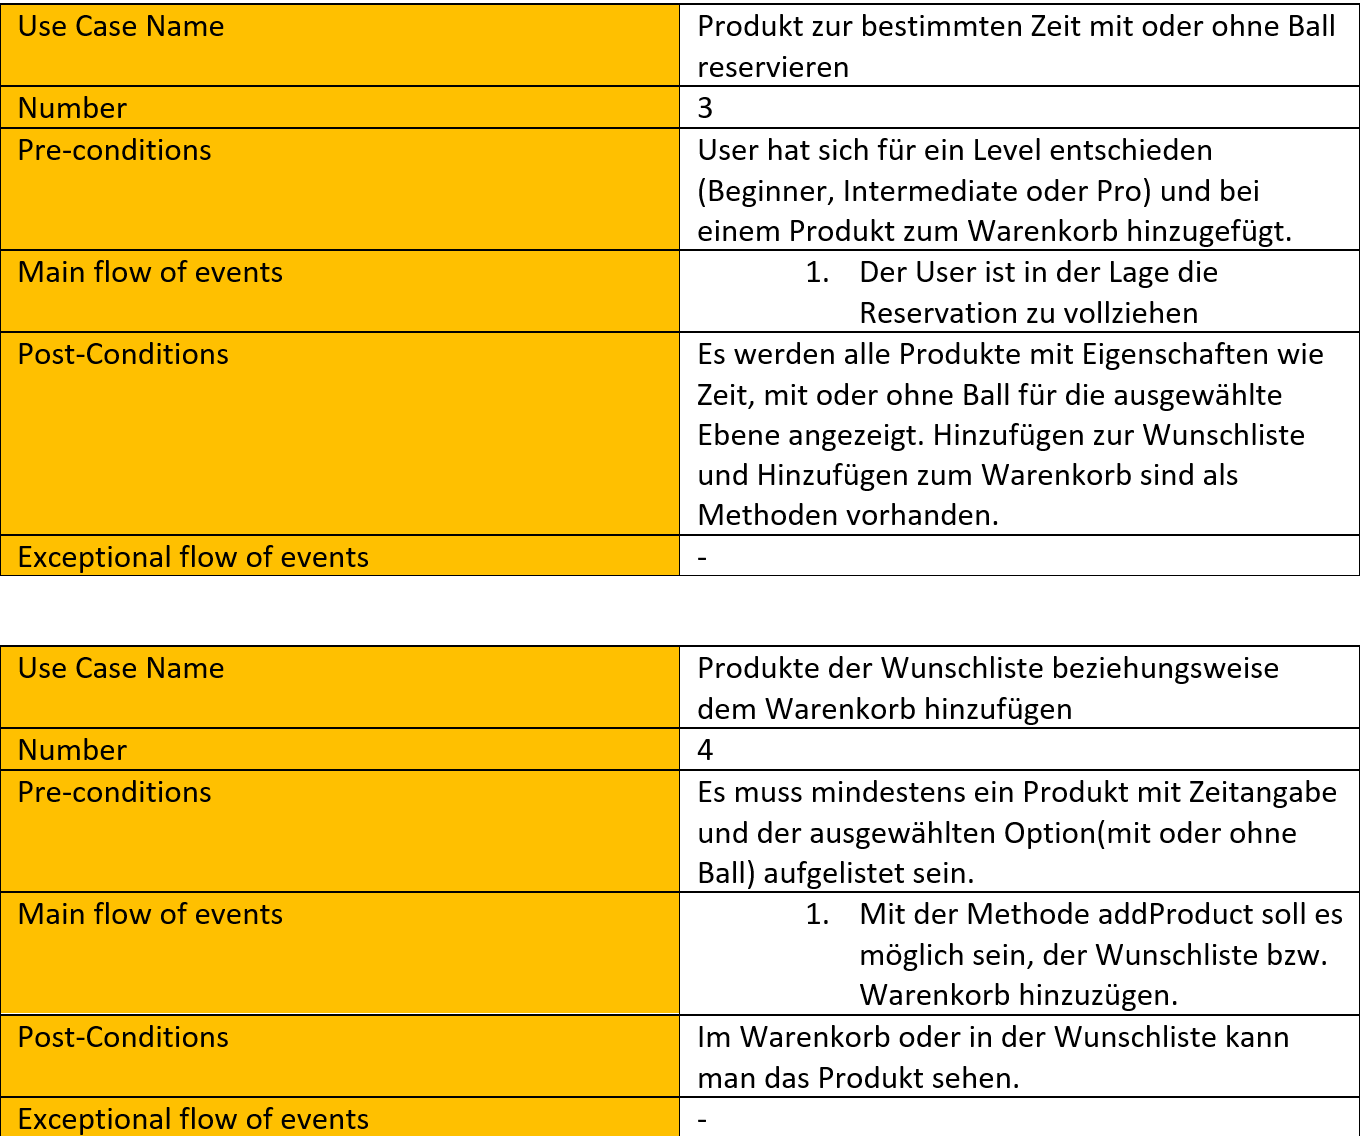 Use Case Name
Produkt zur bestimmten Zeit mit oder ohne Ball
reservieren
Number
3
Pre-conditions
User hat sich für ein Level entschieden
(Beginner, Intermediate oder Pro) und bei
einem Produkt zum Warenkorb hinzugefügt.
Main flow of events
1. Der User ist in der Lage die
Reservation zu vollziehen
Post-Conditions
Es werden alle Produkte mit Eigenschaften wie
Zeit, mit oder ohne Ball für die ausgewählte
Ebene angezeigt. Hinzufügen zur Wunschliste
und Hinzufügen zum Warenkorb sind als
Methoden vorhanden.
Exceptional flow of events
-
Use Case Name
Produkte der Wunschliste beziehungsweise
dem Warenkorb hinzufügen
Number
4
Pre-conditions
Es muss mindestens ein Produkt mit Zeitangabe
und der ausgewählten Option(mit oder ohne
Ball) aufgelistet sein.
Main flow of events
1. Mit der Methode addProduct soll es
möglich sein, der Wunschliste bzw.
Warenkorb hinzuzügen.
Post-Conditions
Im Warenkorb oder in der Wunschliste kann
man das Produkt sehen.
Exceptional flow of events
-